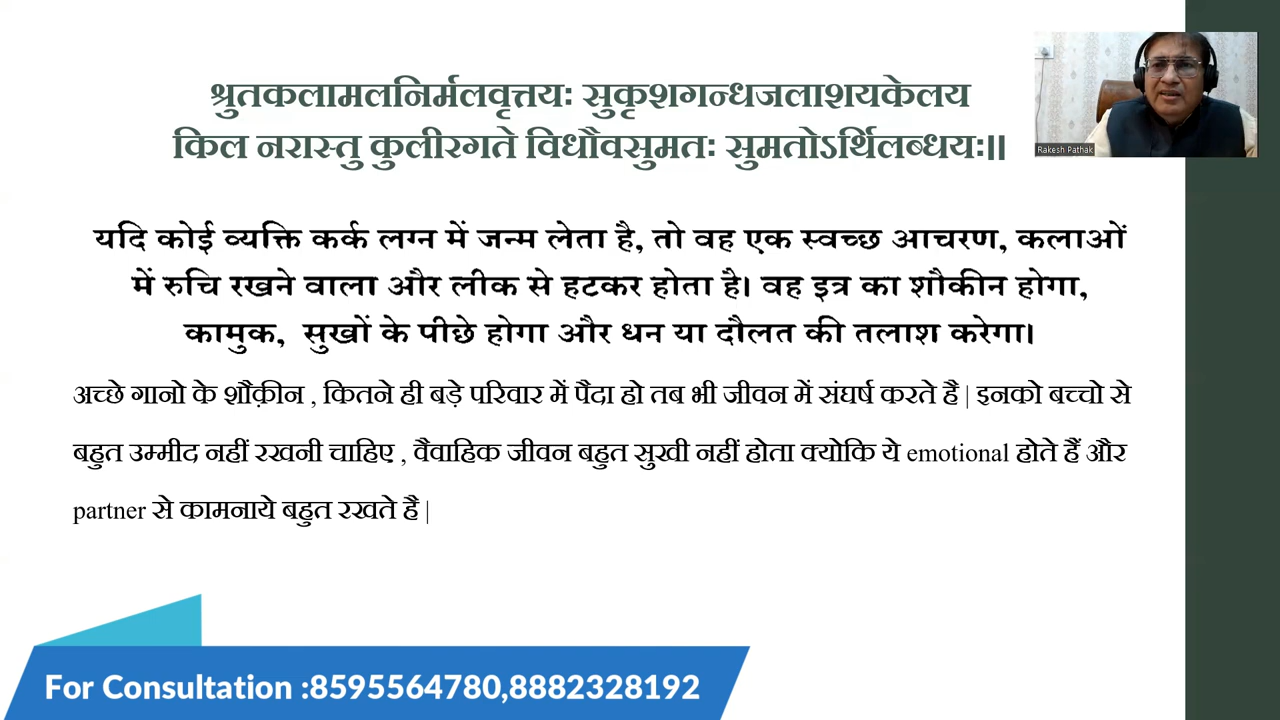 श्रुतकलामलनिर्मलवृत्तयः सुकृशगन्धजलाशयकेलय
किल नरास्तु कुलीरगते विधौवसुमतः सुमतोऽर्थिलब्धयः॥
Rakesh Pathak
यदि कोई व्यक्ति कर्क लग्न में जन्म लेता है, तो वह एक स्वच्छ आचरण, कलाओं
में रुचि रखने वाला और लीक से हटकर होता है। वह इत्र का शौकीन होगा,
कामुक, सुखों के पीछे होगा और धन या दौलत की तलाश करेगा।
अच्छे गानो के शौक़ीन , कितने ही बड़े परिवार में पैदा हो तब भी जीवन में संघर्ष करते है | इनको बच्चो से
बहुत उम्मीद नहीं रखनी चाहिए , वैवाहिक जीवन बहुत सुखी नहीं होता क्योकि ये emotional होते हैं और
partner से कामनाये बहुत रखते है |
For Consultation :8595564780,8882328192